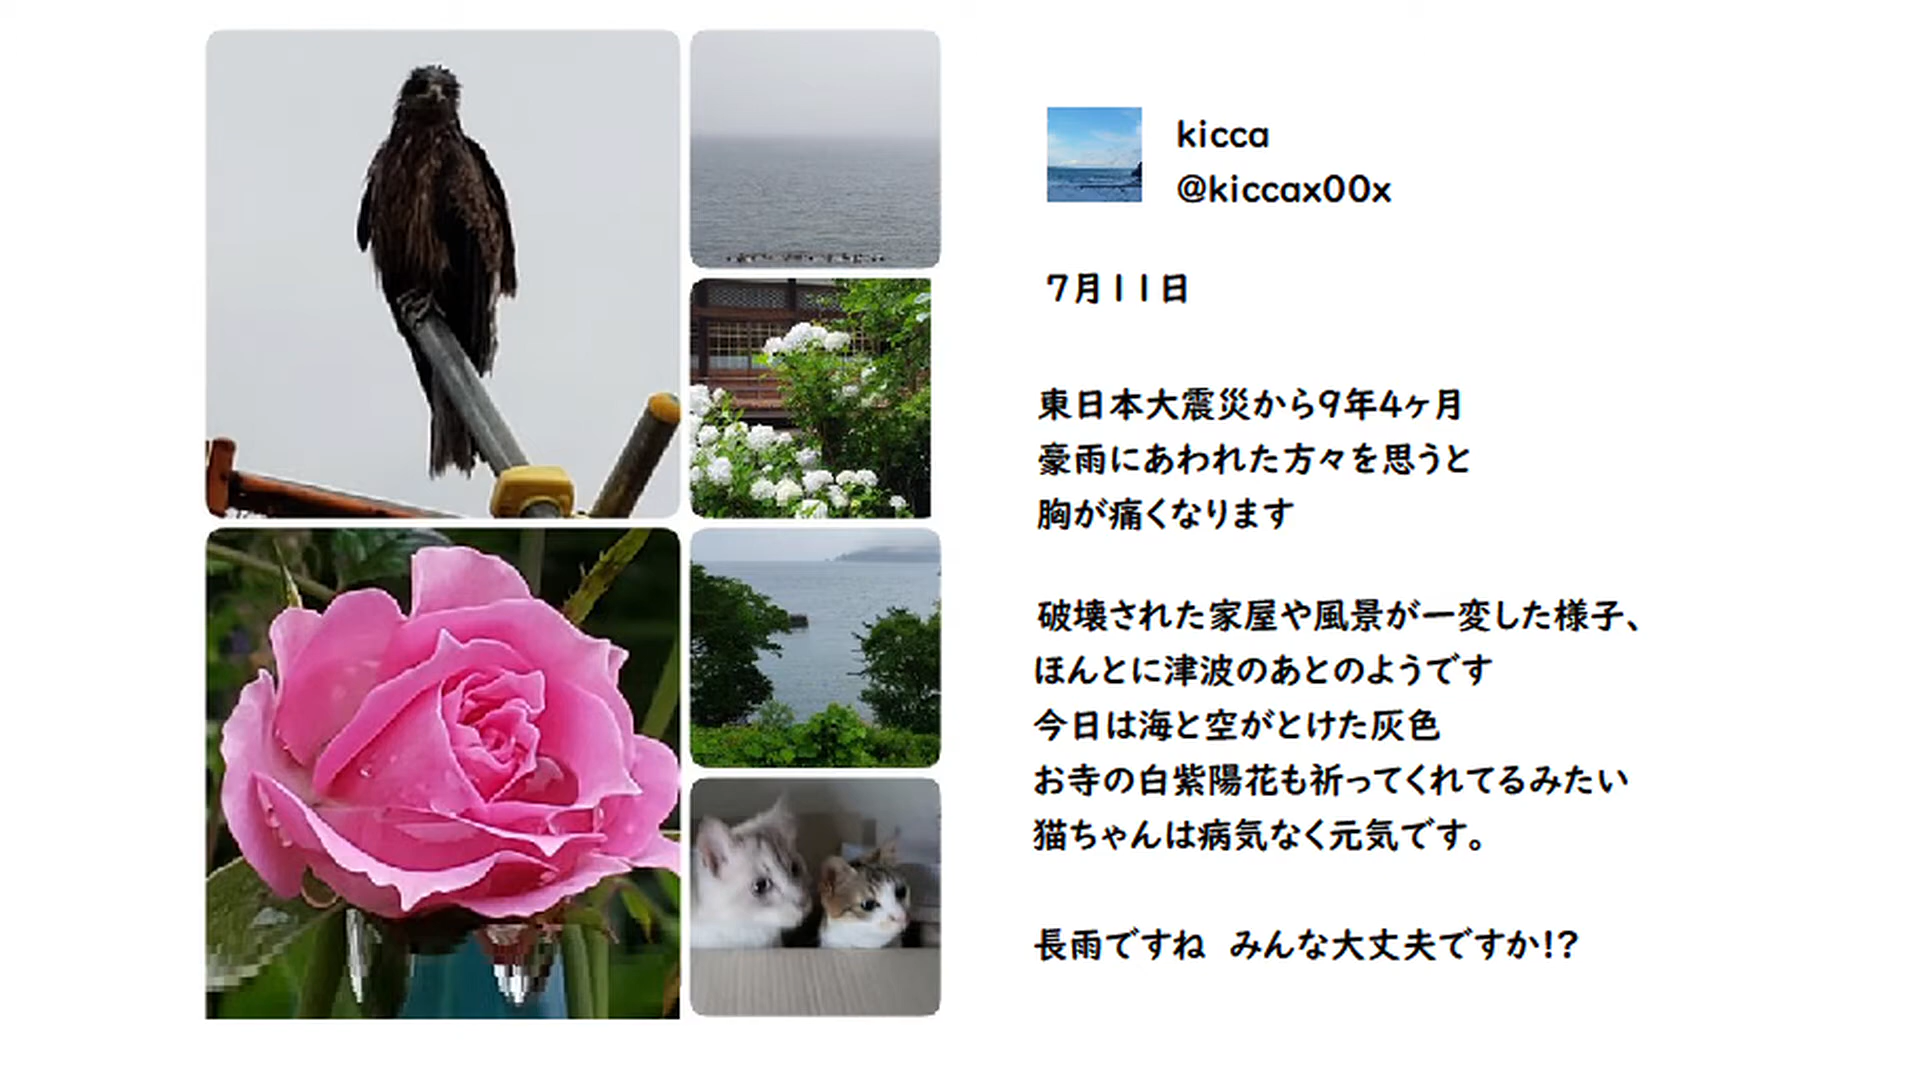 kicca
@kiccax00x
7月11日
東日本大震災から9年4ヶ月
豪雨にあわれた方々を思うと
胸が痛くなります
破壊された家屋や風景が一変した様子、
ほんとに津波のあとのようです
今日は海と空がとけた灰色
お寺の白紫陽花も祈ってくれてるみたい
猫ちゃんは病気なく元気です。
長雨ですね みんな大丈夫ですか!?